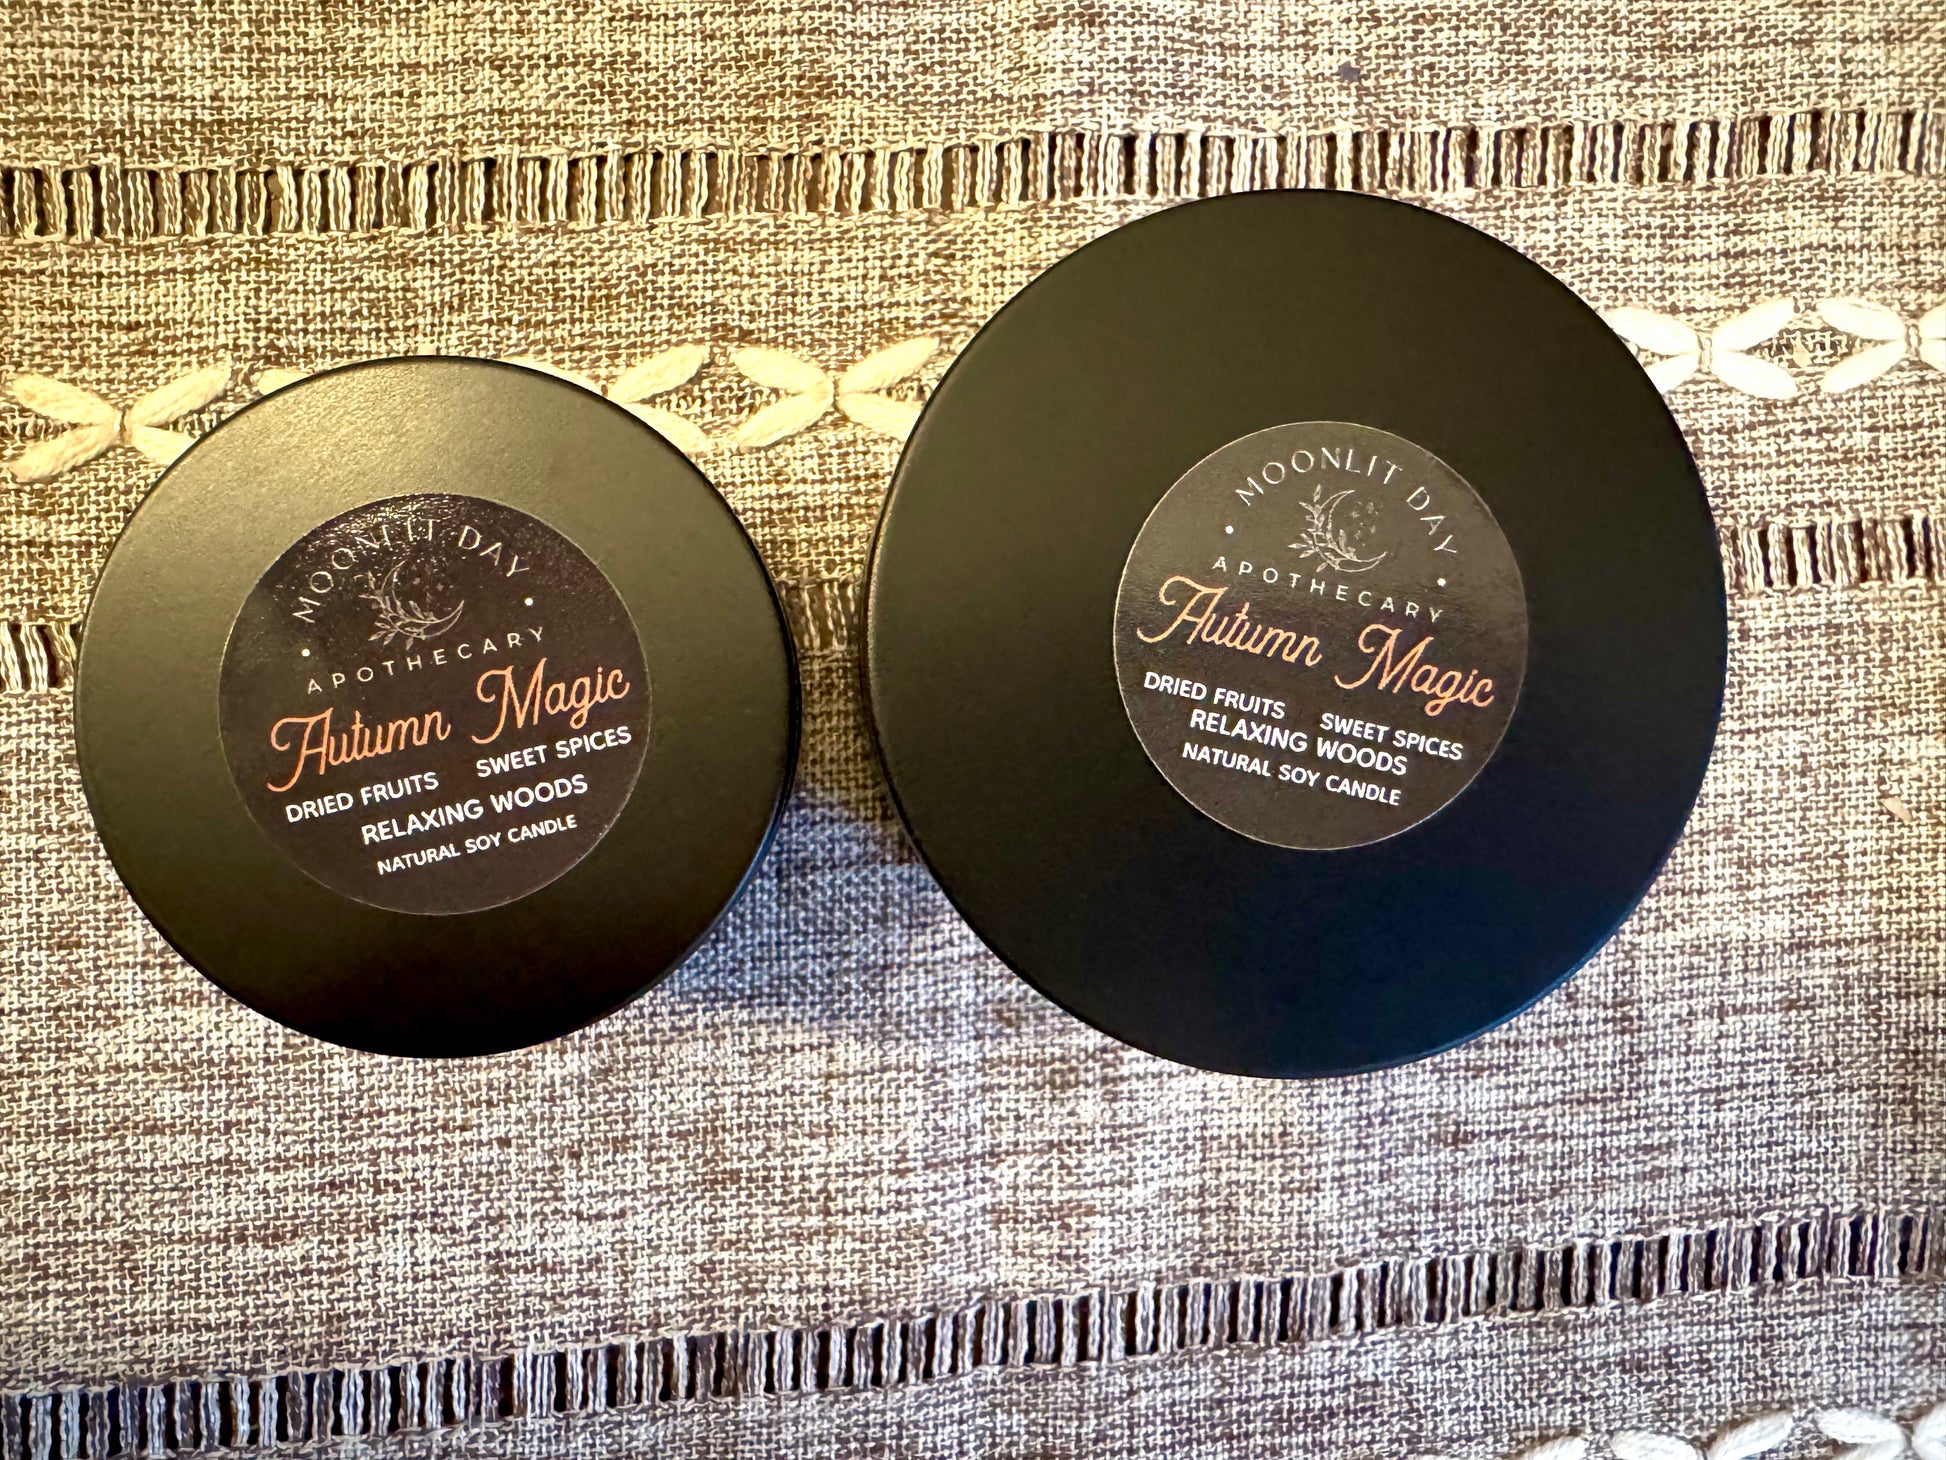 MOONLIT DAY
APOTHECARY
Autumn Magic
DRIED FRUITS SWEET SPICES
RELAXING WOODS
NATURAL SOY CANDLE
MOONLIT DAY
APOTHECARY
Autumn Magic
DRIED FRUITS SWEET SPICES
RELAXING WOODS
NATURAL SOY CANDLE